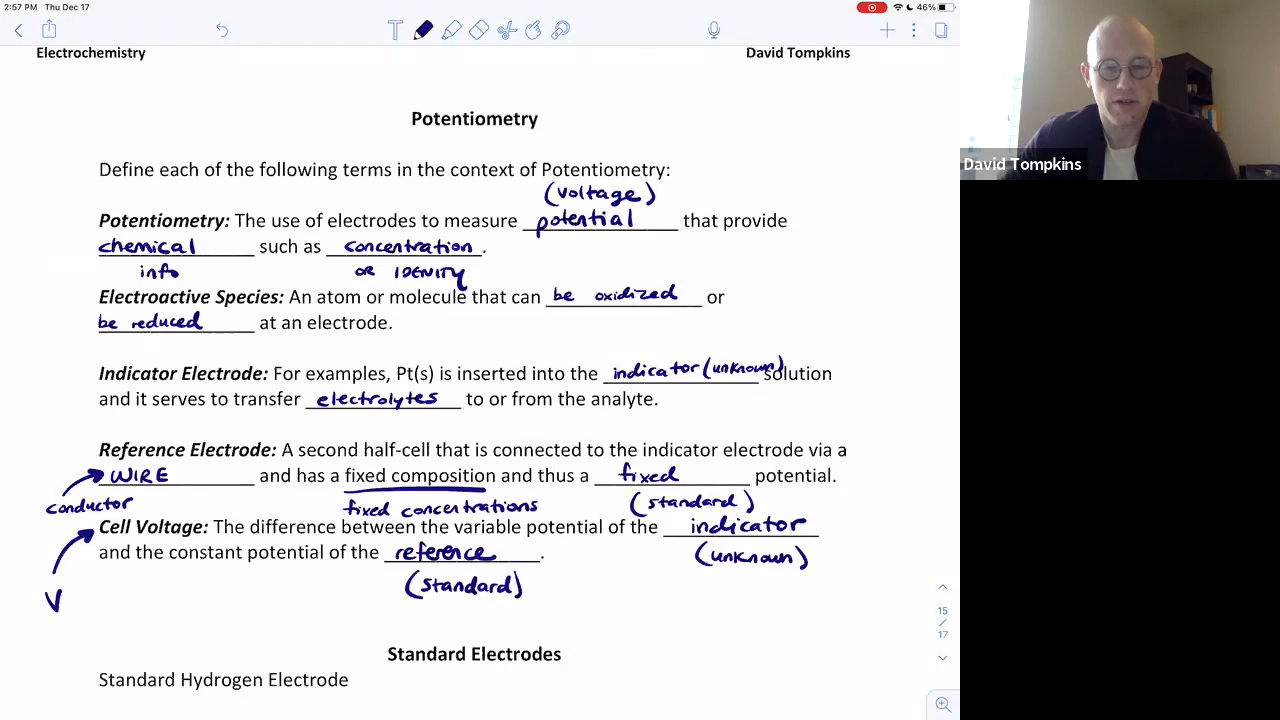 2:57 PM Thu Dec 17
46%
Electrochemistry
David Tompkins
Potentiometry
Define each of the following terms in the context of Potentiometry:
(voltage)
Potentiometry: The use of electrodes to measure potential that provide
chemical such as concentration.
info OR IDENITY
Electroactive Species: An atom or molecule that can be oxidized or
be reduced at an electrode.
Indicator Electrode: For examples, Pt(s) is inserted into the indicator (unknown) solution
and it serves to transfer electrolytes to or from the analyte.
Reference Electrode: A second half-cell that is connected to the indicator electrode via a
WIRE and has a fixed composition and thus a fixed potential.
conductor fixed concentrations (standard)
Cell Voltage: The difference between the variable potential of the indicator
and the constant potential of the reference.
(unknown)
(standard)
V
Standard Electrodes
Standard Hydrogen Electrode
15
/
17
David Tompkins